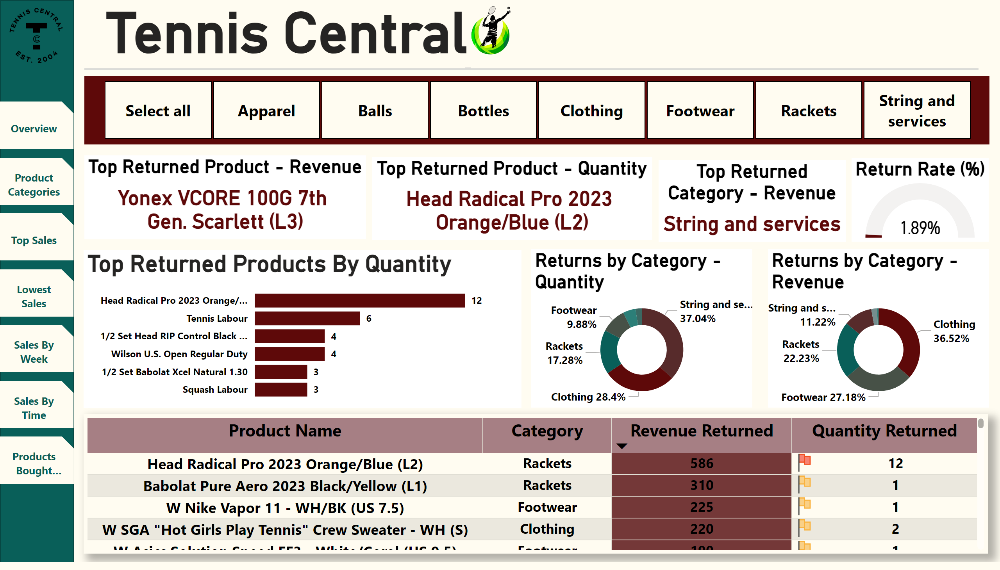 TENNIS CENTRAL
T
C
EST. 2004
Tennis Central
Overview
Product
Categories
Top Sales
Lowest
Sales
Sales By
Week
Sales By
Time
Products
Bought...
Select all
Apparel
Balls
Bottles
Clothing
Footwear
Rackets
String and
services
Top Returned Product - Revenue
Yonex VCORE 100G 7th
Gen. Scarlett (L3)
Top Returned Product - Quantity
Head Radical Pro 2023
Orange/Blue (L2)
Top Returned
Category - Revenue
String and services
Return Rate (%)
1.89%
Top Returned Products By Quantity
Head Radical Pro 2023 Orange/... 12
Tennis Labour 6
1/2 Set Head RIP Control Black ... 4
Wilson U.S. Open Regular Duty 4
1/2 Set Babolat Xcel Natural 1.30 3
Squash Labour 3
Returns by Category -
Quantity
String and se...
37.04%
Footwear
9.88%
Rackets
17.28%
Clothing 28.4%
Returns by Category -
Revenue
String and s...
11.22%
Clothing
36.52%
Rackets
22.23%
Footwear 27.18%
Product Name Category Revenue Returned Quantity Returned
Head Radical Pro 2023 Orange/Blue (L2) Rackets 586 12
Babolat Pure Aero 2023 Black/Yellow (L1) Rackets 310 1
W Nike Vapor 11 - WH/BK (US 7.5) Footwear 225 1
W SGA "Hot Girls Play Tennis" Crew Sweater - WH (S) Clothing 220 2
W Asics Solution Speed FF2 - White/Coral (US 9.5) Footwear 190 1